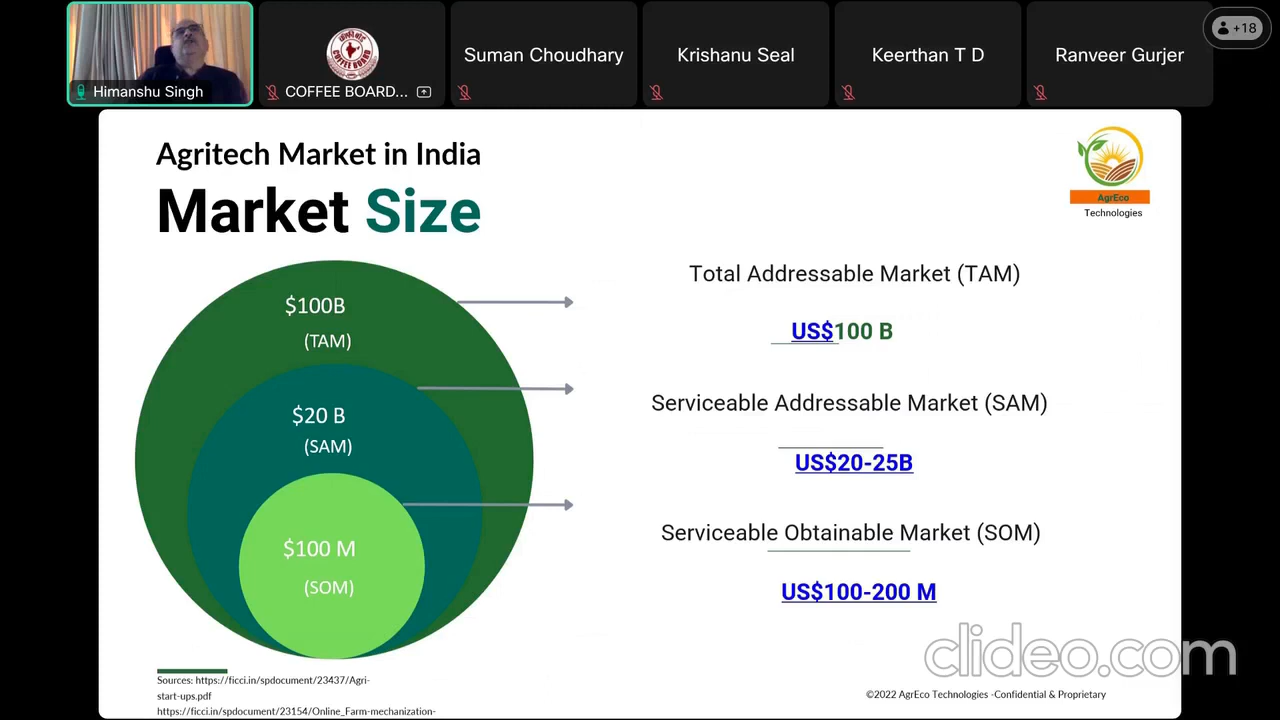 +18
Himanshu Singh
COFFEE BOARD...
Suman Choudhary
Krishanu Seal
Keerthan T D
Ranveer Gurjer
Agritech Market in India
Market Size
AgrEco
Technologies
$100B
(TAM)
$20 B
(SAM)
$100 M
(SOM)
Total Addressable Market (TAM)
US$100 B
Serviceable Addressable Market (SAM)
US$20-25B
Serviceable Obtainable Market (SOM)
US$100-200 M
clideo.com
Sources: https://ficci.in/spdocument/23437/Agri-
start-ups.pdf
https://ficci.in/spdocument/23154/Online_Farm-mechanization-
©2022 AgrEco Technologies -Confidential & Proprietary